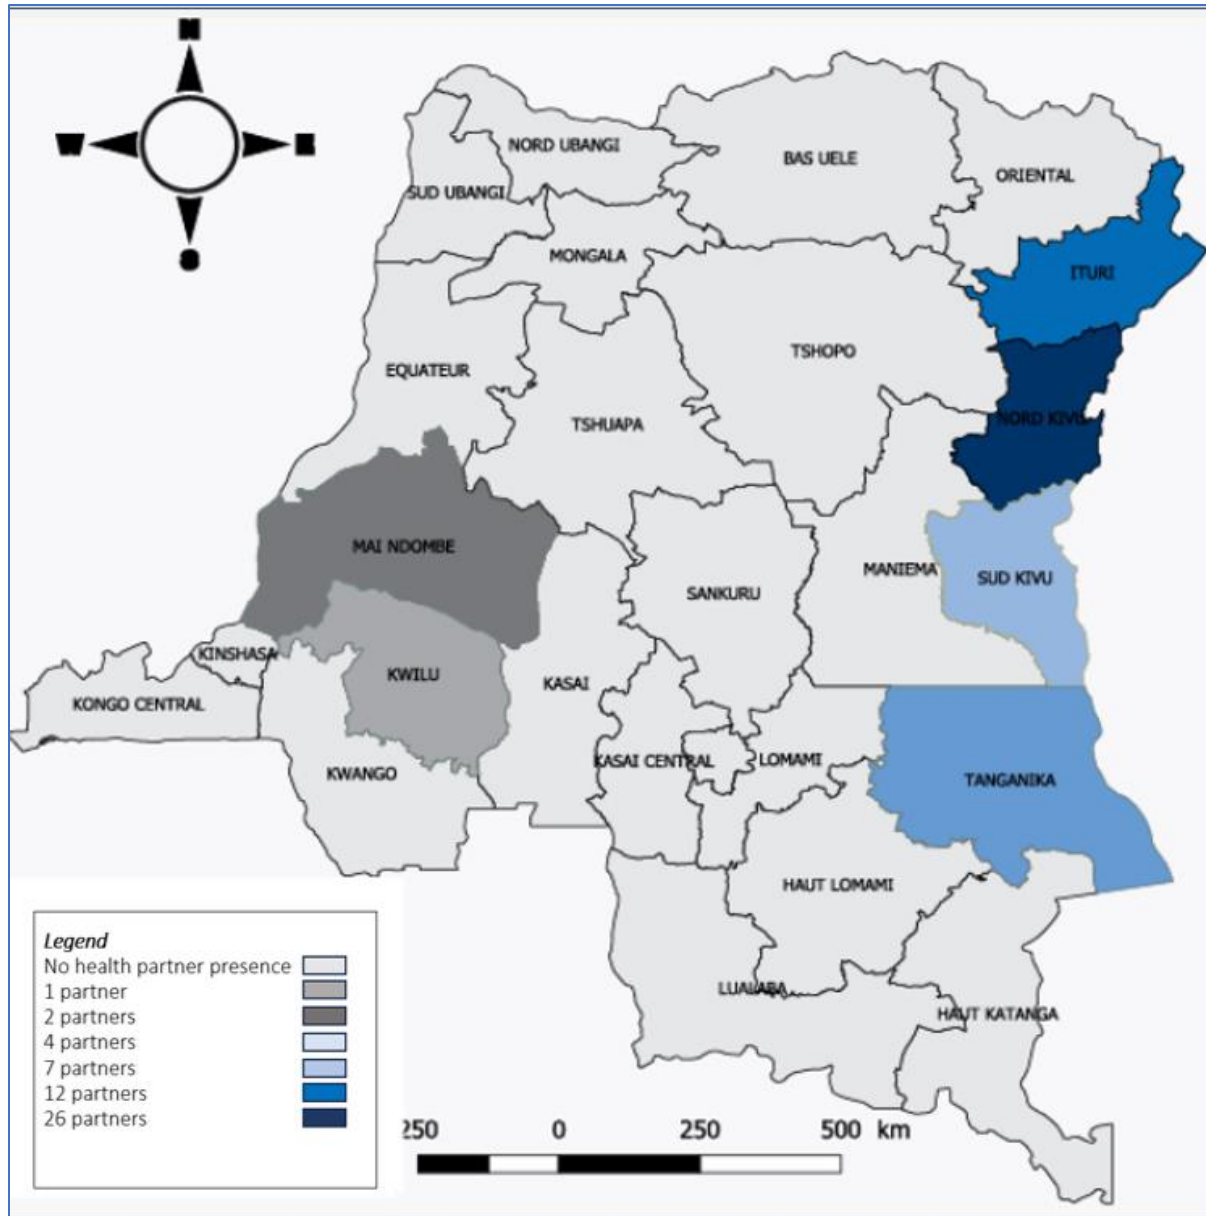 N
W E
S
NORD UBANGI
BAS UELE
ORIENTAL
SUD UBANGI
MONGALA
ITURI
TSHOPO
EQUATEUR
NORD KIVU
TSHUAPA
MAI NDOMBE
MANIEMA
SUD KIVU
SANKURU
KINSHASA
KWILU
KASAI
KONGO CENTRAL
KASAI CENTRAL
LOMAMI
KWANGO
TANGANIKA
HAUT LOMAMI
LUALABA
HAUT KATANGA
Legend
No health partner presence
1 partner
2 partners
4 partners
7 partners
12 partners
26 partners
250 0 250 500 km